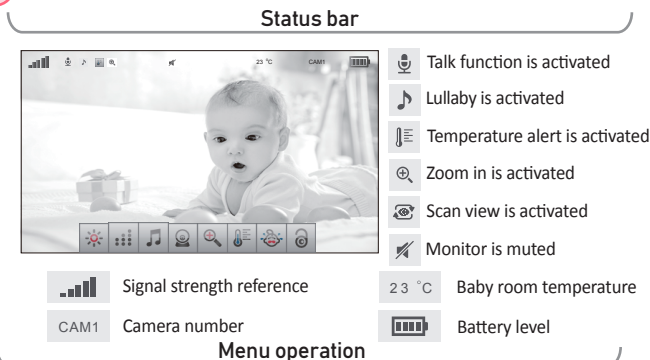 Status bar
23 °C CAM1
Talk function is activated
Lullaby is activated
Temperature alert is activated
Zoom in is activated
Scan view is activated
Monitor is muted
Signal strength reference
23 °C Baby room temperature
CAM1 Camera number
Battery level
Menu operation